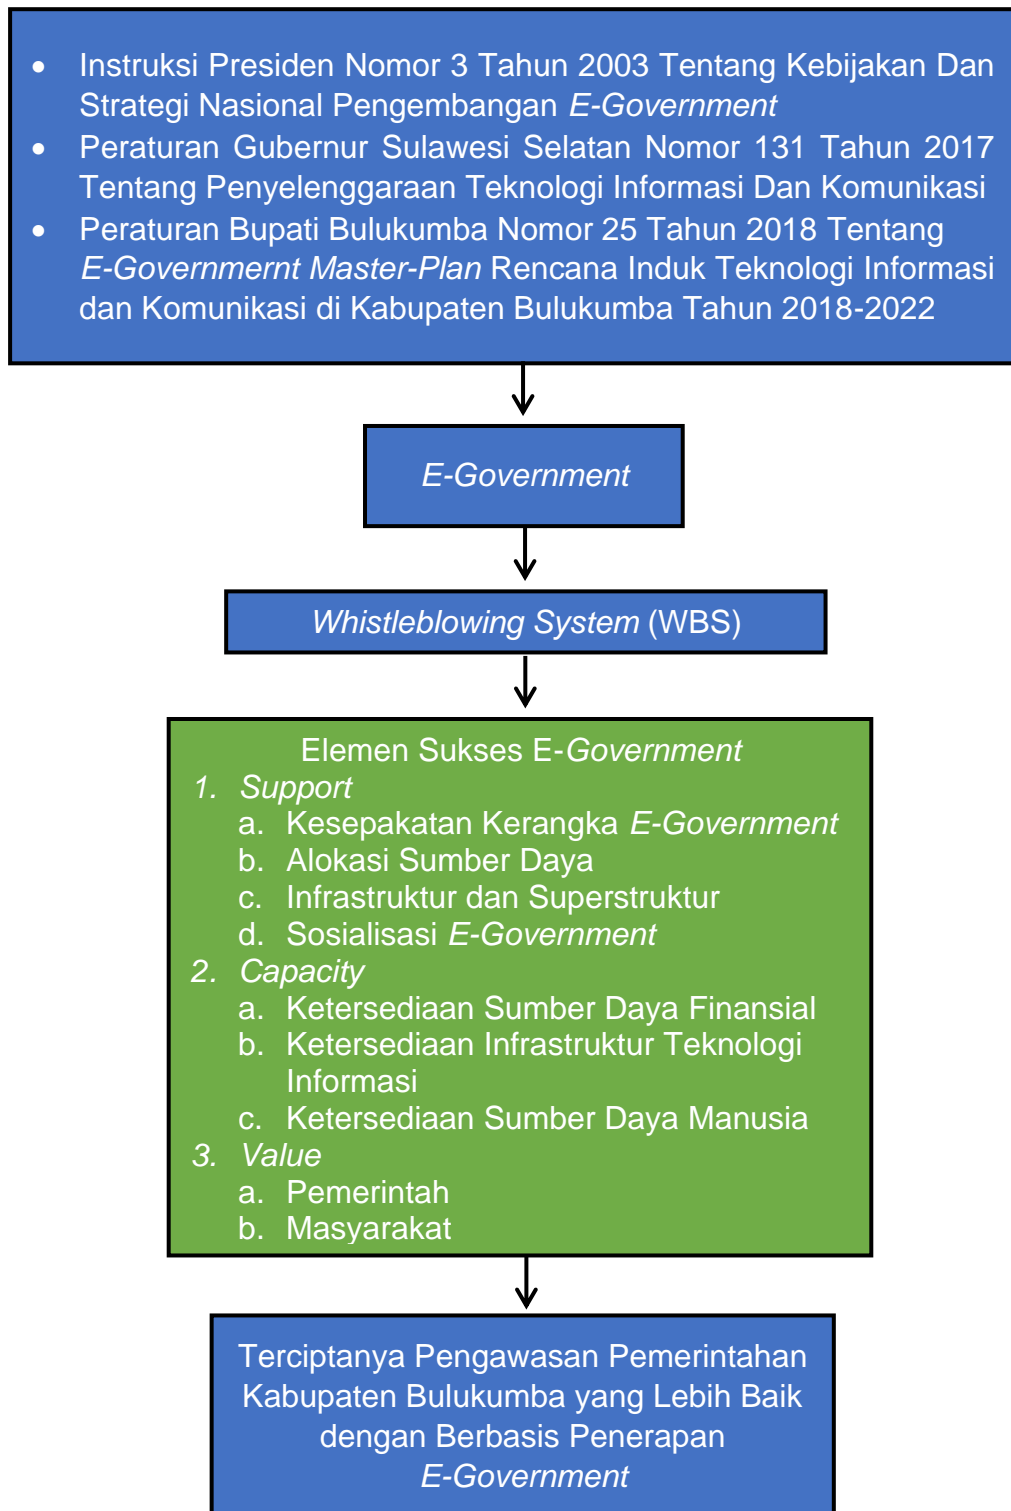 • Instruksi Presiden Nomor 3 Tahun 2003 Tentang Kebijakan Dan
Strategi Nasional Pengembangan E-Government
• Peraturan Gubernur Sulawesi Selatan Nomor 131 Tahun 2017
Tentang Penyelenggaraan Teknologi Informasi Dan Komunikasi
• Peraturan Bupati Bulukumba Nomor 25 Tahun 2018 Tentang
E-Governmernt Master-Plan Rencana Induk Teknologi Informasi
dan Komunikasi di Kabupaten Bulukumba Tahun 2018-2022
E-Government
Whistleblowing System (WBS)
Elemen Sukses E-Government
1. Support
a. Kesepakatan Kerangka E-Government
b. Alokasi Sumber Daya
c. Infrastruktur dan Superstruktur
d. Sosialisasi E-Government
2. Capacity
a. Ketersediaan Sumber Daya Finansial
b. Ketersediaan Infrastruktur Teknologi
Informasi
c. Ketersediaan Sumber Daya Manusia
3. Value
a. Pemerintah
b. Masyarakat
Terciptanya Pengawasan Pemerintahan
Kabupaten Bulukumba yang Lebih Baik
dengan Berbasis Penerapan
E-Government